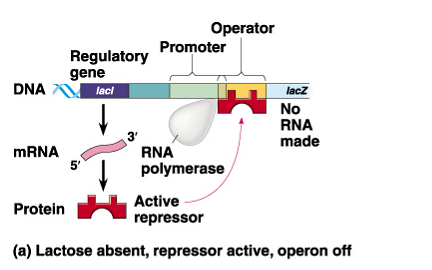 Operator
Promoter
Regulatory
gene
DNA
lacI
lacZ
No
RNA
made
mRNA
3′
5′
RNA
polymerase
Protein
Active
repressor
(a) Lactose absent, repressor active, operon off